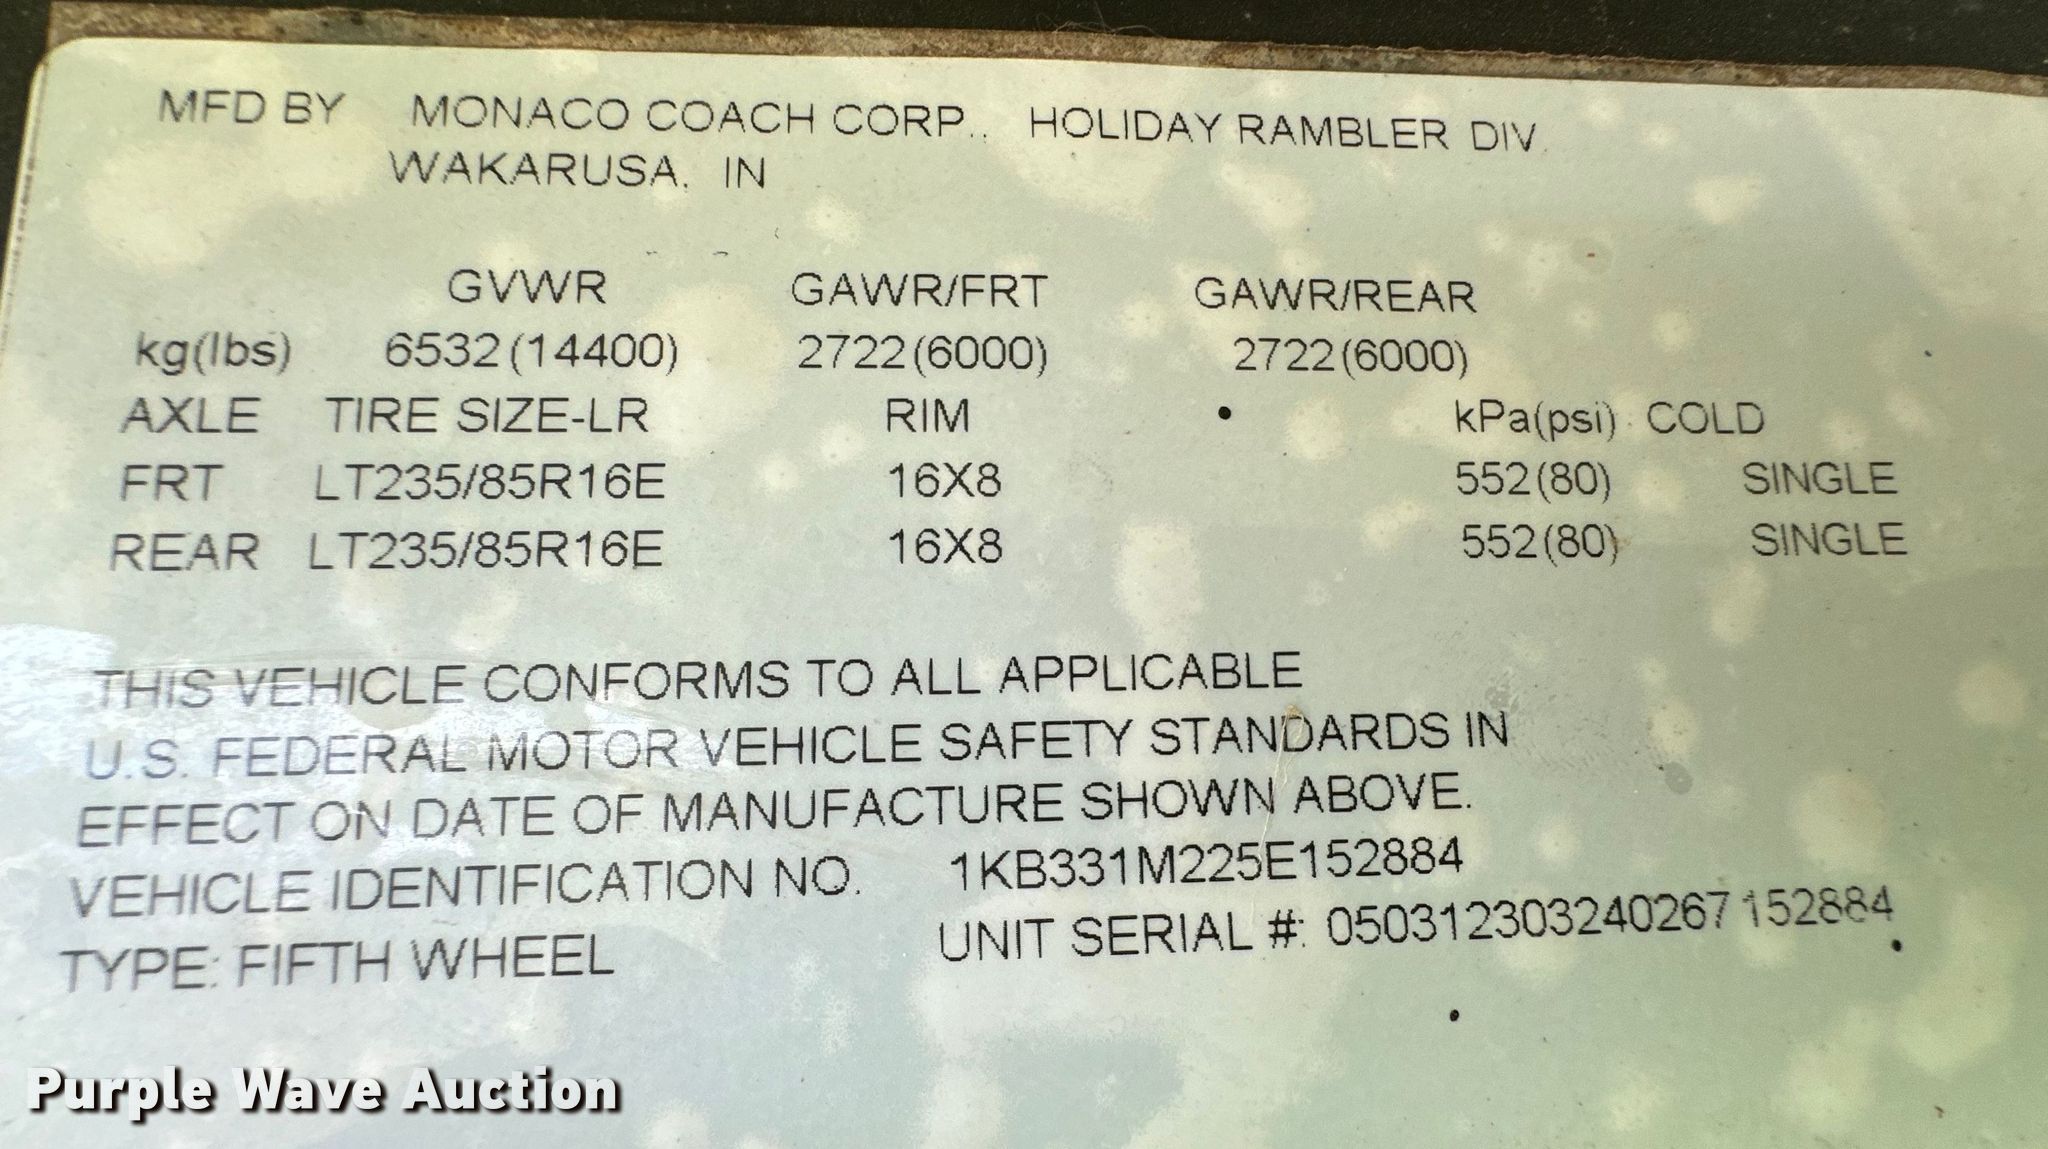 MFD BY MONACO COACH CORP., HOLIDAY RAMBLER DIV.
WAKARUSA, IN
GVWR GAWR/FRT GAWR/REAR
kg(lbs) 6532(14400) 2722(6000) 2722(6000)
AXLE TIRE SIZE-LR RIM kPa(psi) COLD
FRT LT235/85R16E 16X8 552(80) SINGLE
REAR LT235/85R16E 16X8 552(80) SINGLE
THIS VEHICLE CONFORMS TO ALL APPLICABLE
U.S. FEDERAL MOTOR VEHICLE SAFETY STANDARDS IN
EFFECT ON DATE OF MANUFACTURE SHOWN ABOVE.
VEHICLE IDENTIFICATION NO. 1KB331M225E152884
TYPE: FIFTH WHEEL UNIT SERIAL #: 050312303240267152884
Purple Wave Auction